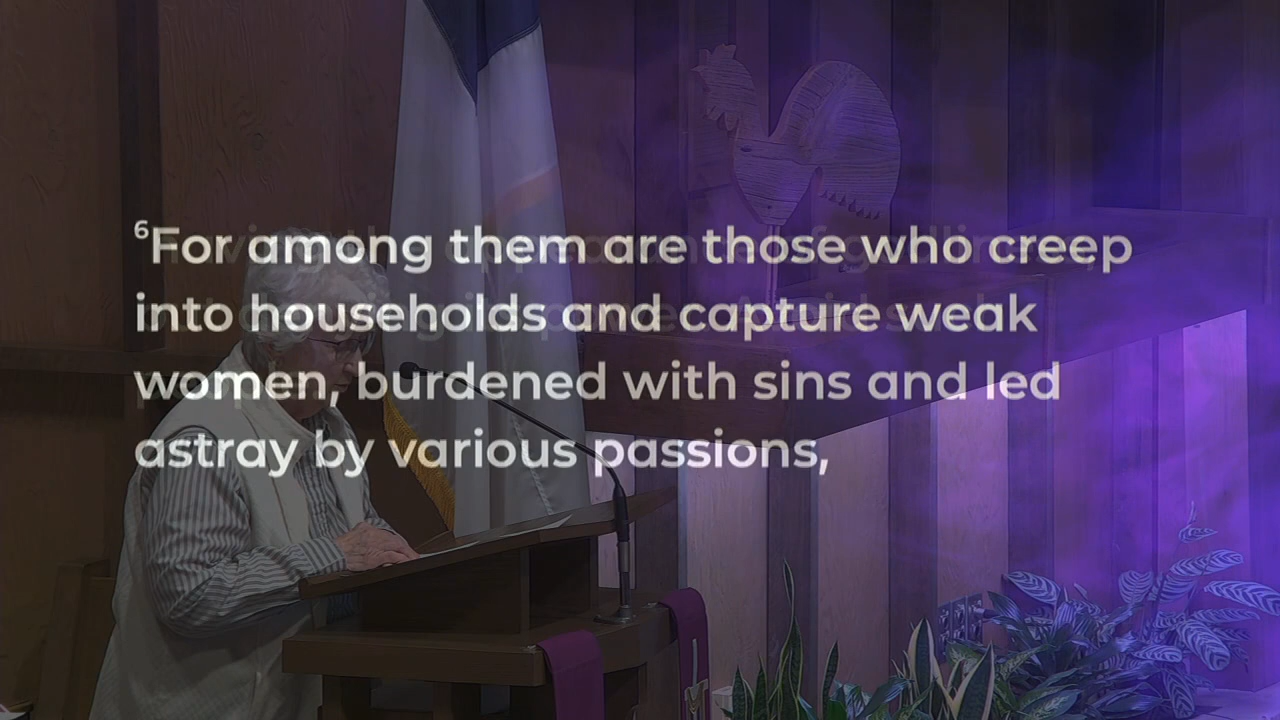 ⁶For among them are those who creep
into households and capture weak
women, burdened with sins and led
astray by various passions,